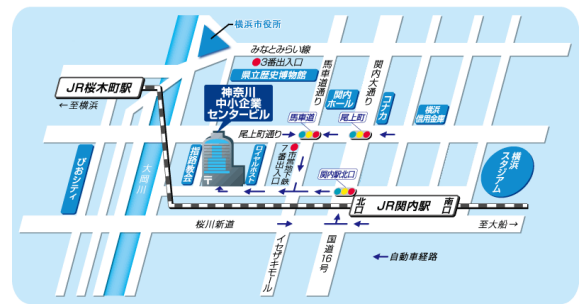 横浜市役所
みなとみらい線
3番出入口
県立歴史博物館
馬車道通り
関内ホール
関内大通り
コナカ
横浜信用金庫
JR桜木町駅
←至横浜
神奈川
中小企業
センタービル
馬車道
尾上町
尾上町通り
ぴおシティ
大岡川
指路教会
〒
ロイヤルホスト
市営地下鉄
7番出入口
関内駅北口
横浜
スタジアム
北口
JR関内駅
南口
桜川新道
至大船→
イセザキモール
国道16号
←自動車経路